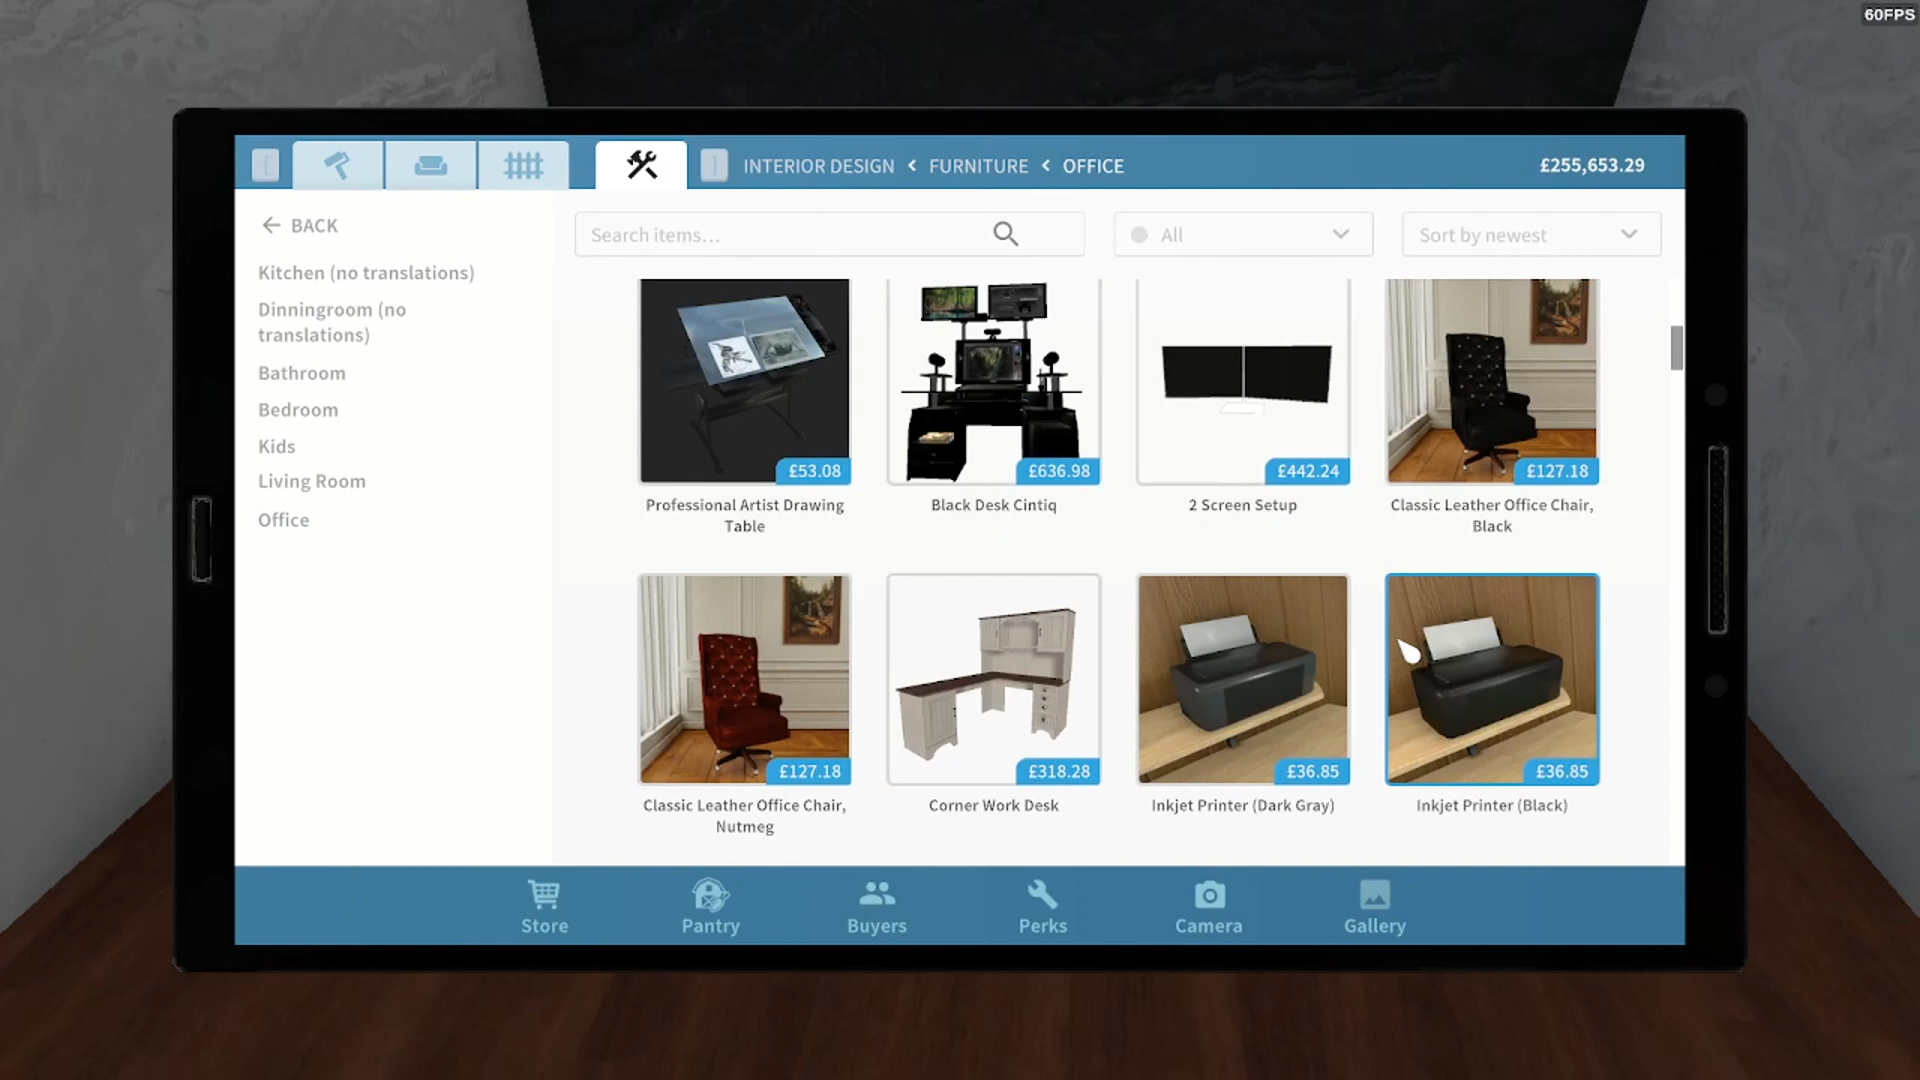 60FPS
INTERIOR DESIGN < FURNITURE < OFFICE
£255,653.29
BACK
Search items...
All
Sort by newest
Kitchen (no translations)
Dinningroom (no
translations)
Bathroom
Bedroom
Kids
Living Room
Office
£53.08
£636.98
£442.24
£127.18
Professional Artist Drawing
Table
Black Desk Cintiq
2 Screen Setup
Classic Leather Office Chair,
Black
£127.18
£318.28
£36.85
£36.85
Classic Leather Office Chair,
Nutmeg
Corner Work Desk
Inkjet Printer (Dark Gray)
Inkjet Printer (Black)
Store
Pantry
Buyers
Perks
Camera
Gallery